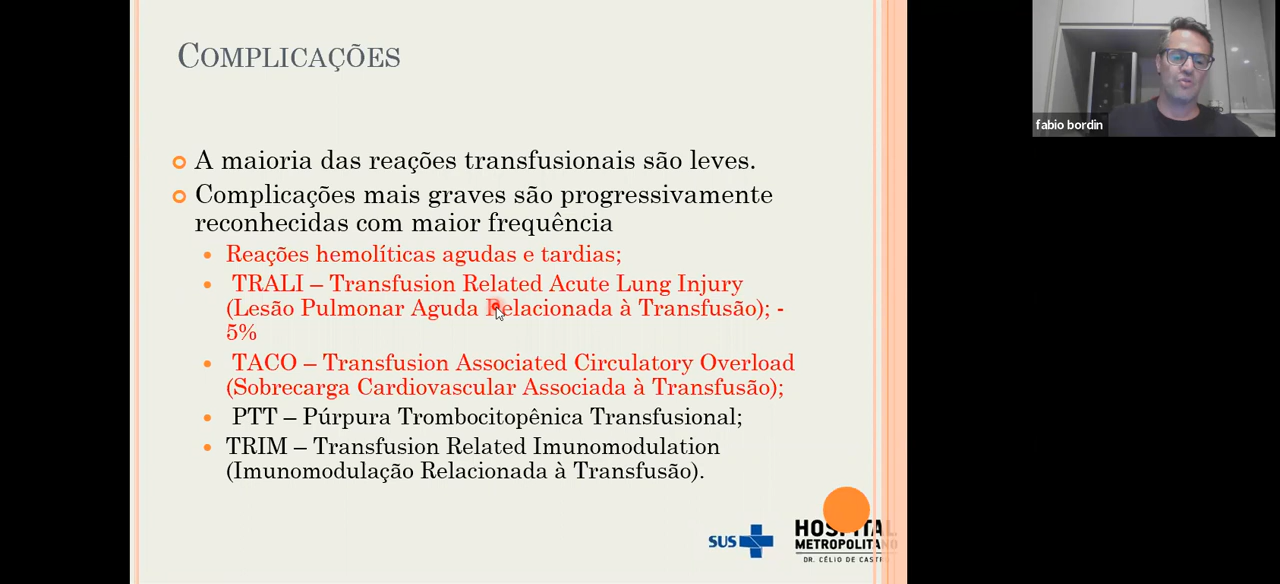 COMPLICAÇÕES
A maioria das reações transfusionais são leves.
Complicações mais graves são progressivamente
reconhecidas com maior frequência
Reações hemolíticas agudas e tardias;
TRALI – Transfusion Related Acute Lung Injury
(Lesão Pulmonar Aguda Relacionada à Transfusão); -
5%
TACO – Transfusion Associated Circulatory Overload
(Sobrecarga Cardiovascular Associada à Transfusão);
PTT – Púrpura Trombocitopênica Transfusional;
TRIM – Transfusion Related Imunomodulation
(Imunomodulação Relacionada à Transfusão).
SUS
HOSPITAL
METROPOLITANO
DR. CÉLIO DE CASTRO
fabio bordin